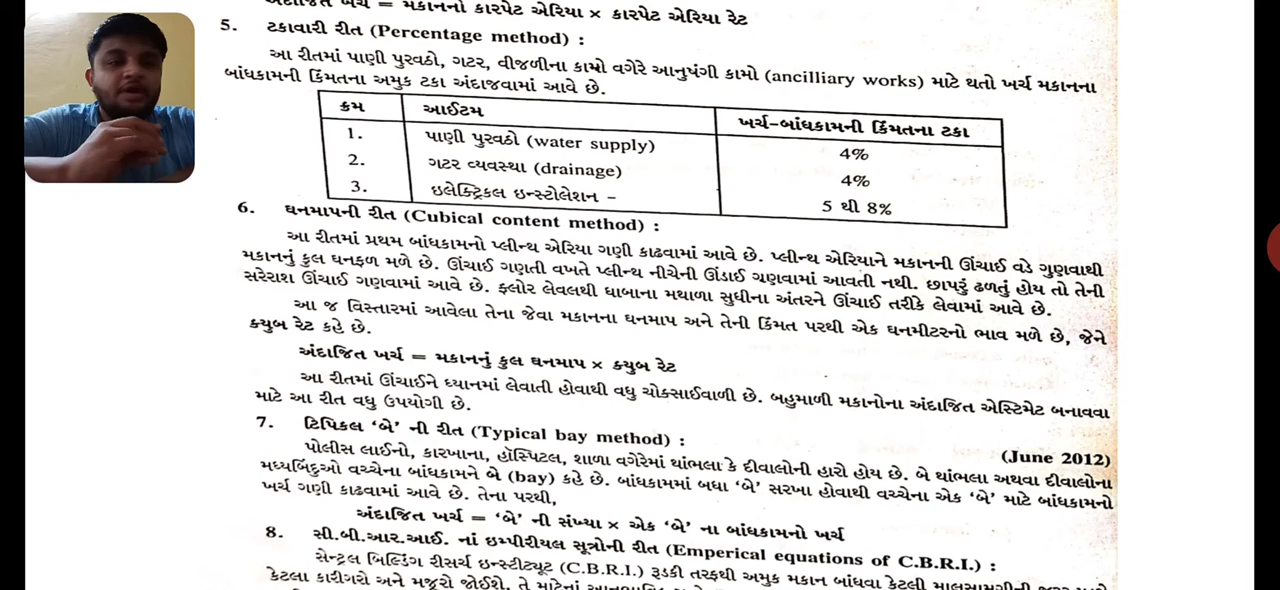 અંદાજિત ખર્ચ = મકાનનો કારપેટ એરિયા × કારપેટ એરિયા રેટ
5. ટકાવારી રીત (Percentage method) :
આ રીતમાં પાણી પુરવઠો, ગટર, વીજળીના કામો વગેરે આનુષંગી કામો (ancilliary works) માટે થતો ખર્ચ મકાનના
બાંધકામની કિંમતના અમુક ટકા અંદાજવામાં આવે છે.
ક્રમ આઈટમ ખર્ચ-બાંધકામની કિંમતના ટકા
1. પાણી પુરવઠો (water supply) 4%
2. ગટર વ્યવસ્થા (drainage) 4%
3. ઇલેક્ટ્રિકલ ઇન્સ્ટોલેશન – 5 થી 8%
6. ઘનમાપની રીત (Cubical content method) :
આ રીતમાં પ્રથમ બાંધકામનો પ્લીન્થ એરિયા ગણી કાઢવામાં આવે છે. પ્લીન્થ એરિયાને મકાનની ઊંચાઈ વડે ગુણવાથી
મકાનનું કુલ ઘનફળ મળે છે. ઊંચાઈ ગણતી વખતે પ્લીન્થ નીચેની ઊંડાઈ ગણવામાં આવતી નથી. છાપરું ઢળતું હોય તો તેની
સરેરાશ ઊંચાઈ ગણવામાં આવે છે. ફ્લોર લેવલથી ધાબાના મથાળા સુધીના અંતરને ઊંચાઈ તરીકે લેવામાં આવે છે.
આ જ વિસ્તારમાં આવેલા તેના જેવા મકાનના ઘનમાપ અને તેની કિંમત પરથી એક ઘનમીટરનો ભાવ મળે છે, જેને
ક્યુબ રેટ કહે છે.
અંદાજિત ખર્ચ = મકાનનું કુલ ઘનમાપ × ક્યુબ રેટ
આ રીતમાં ઊંચાઈને ધ્યાનમાં લેવાતી હોવાથી વધુ ચોક્સાઈવાળી છે. બહુમાળી મકાનોના અંદાજિત એસ્ટિમેટ બનાવવા
માટે આ રીત વધુ ઉપયોગી છે.
7. ટિપિકલ ‘બે’ ની રીત (Typical bay method) : (June 2012)
પોલીસ લાઈનો, કારખાના, હૉસ્પિટલ, શાળા વગેરેમાં થાંભલા કે દીવાલોની હારો હોય છે. બે થાંભલા અથવા દીવાલોના
મધ્યબિંદુઓ વચ્ચેના બાંધકામને બે (bay) કહે છે. બાંધકામમાં બધા ‘બે’ સરખા હોવાથી વચ્ચેના એક ‘બે’ માટે બાંધકામનો
ખર્ચ ગણી કાઢવામાં આવે છે. તેના પરથી,
અંદાજિત ખર્ચ = ‘બે’ ની સંખ્યા × એક ‘બે’ ના બાંધકામનો ખર્ચ
8. સી.બી.આર.આઈ. નાં ઇમ્પીરીયલ સૂત્રોની રીત (Emperical equations of C.B.R.I.) :
સેન્ટ્રલ બિલ્ડિંગ રીસર્ચ ઇન્સ્ટીટ્યૂટ (C.B.R.I.) રૂડકી તરફથી અમુક મકાન બાંધવા કેટલી માલસામગીની
કેટલા કારીગરો અને મજૂરો જોઈશે. તે માટેનાં